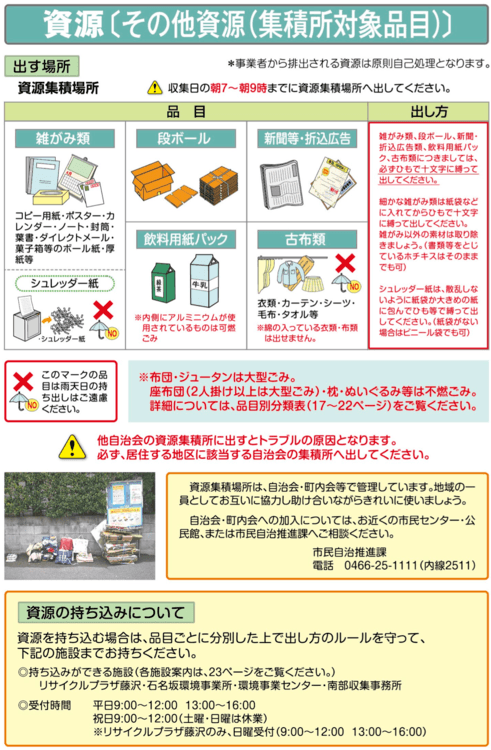 資源〔その他資源（集積所対象品目）〕
出す場所
＊事業者から排出される資源は原則自己処理となります。
資源集積場所
収集日の朝7～朝9時までに資源集積場所へ出してください。
品　目
出し方
雑がみ類
コピー用紙・ポスター・カ
レンダー・ノート・封筒・
葉書・ダイレクトメール・
菓子箱等のボール紙・厚
紙等
シュレッダー紙
・シュレッダー紙
NO
段ボール
新聞等・折込広告
飲料用紙パック
緑茶
牛乳
※内側にアルミニウムが使
用されているものは可燃
ごみ
古布類
NO
衣類・カーテン・シーツ・
毛布・タオル等
※綿の入っている衣類・布類
は出せません。
雑がみ類、段ボール、新聞・
折込広告類、飲料用紙パッ
ク、古布類につきましては、
必ずひもで十文字に縛って
出してください。
細かな雑がみ類は紙袋など
に入れてからひもで十文字
に縛って出してください。
雑がみ以外の素材は取り除
きましょう。（書類等をとじ
ているホチキスはそのまま
でも可）
シュレッダー紙は、散乱しな
いように紙袋か大きめの紙
に包んでひも等で縛って出
してください。（紙袋がない
場合はビニール袋でも可）
このマークの品
目は雨天日の持
ち出しはご遠慮
ください。
NO
※布団・ジュータンは大型ごみ。
座布団（2人掛け以上は大型ごみ）・枕・ぬいぐるみ等は不燃ごみ。
詳細については、品目別分類表（17～22ページ）をご覧ください。
他自治会の資源集積所に出すとトラブルの原因となります。
必ず、居住する地区に該当する自治会の集積所へ出してください。
資源集積場所は、自治会・町内会等で管理しています。地域の一
員としてお互いに協力し助け合いながらきれいに使いましょう。
自治会・町内会への加入については、お近くの市民センター・公
民館、または市民自治推進課へご相談ください。
市民自治推進課
電話　0466-25-1111（内線2511）
資源の持ち込みについて
資源を持ち込む場合は、品目ごとに分別した上で出し方のルールを守って、
下記の施設までお持ちください。
◎持ち込みができる施設（各施設案内は、23ページをご覧ください。）
リサイクルプラザ藤沢・石名坂環境事業所・環境事業センター・南部収集事務所
◎受付時間　平日9:00～12:00　13:00～16:00
祝日9:00～12:00（土曜・日曜は休業）
※リサイクルプラザ藤沢のみ、日曜受付（9:00～12:00　13:00～16:00）